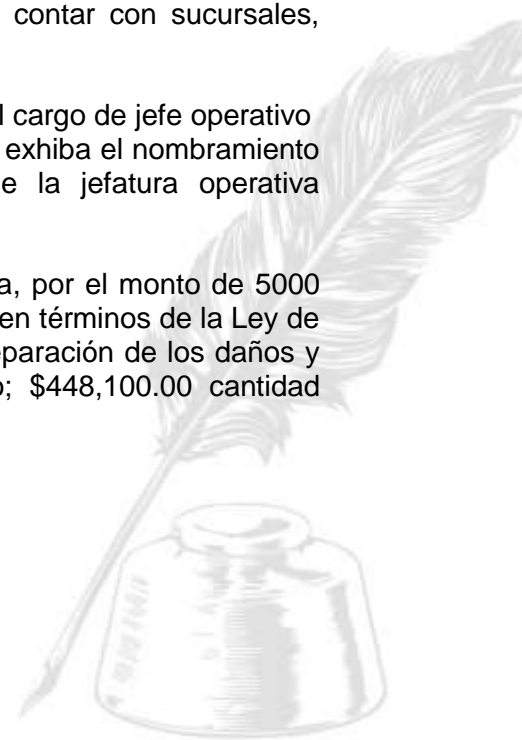 contar con sucursales,
l cargo de jefe operativo
exhiba el nombramiento
e la jefatura operativa
a, por el monto de 5000
en términos de la Ley de
eparación de los daños y
o; $448,100.00 cantidad